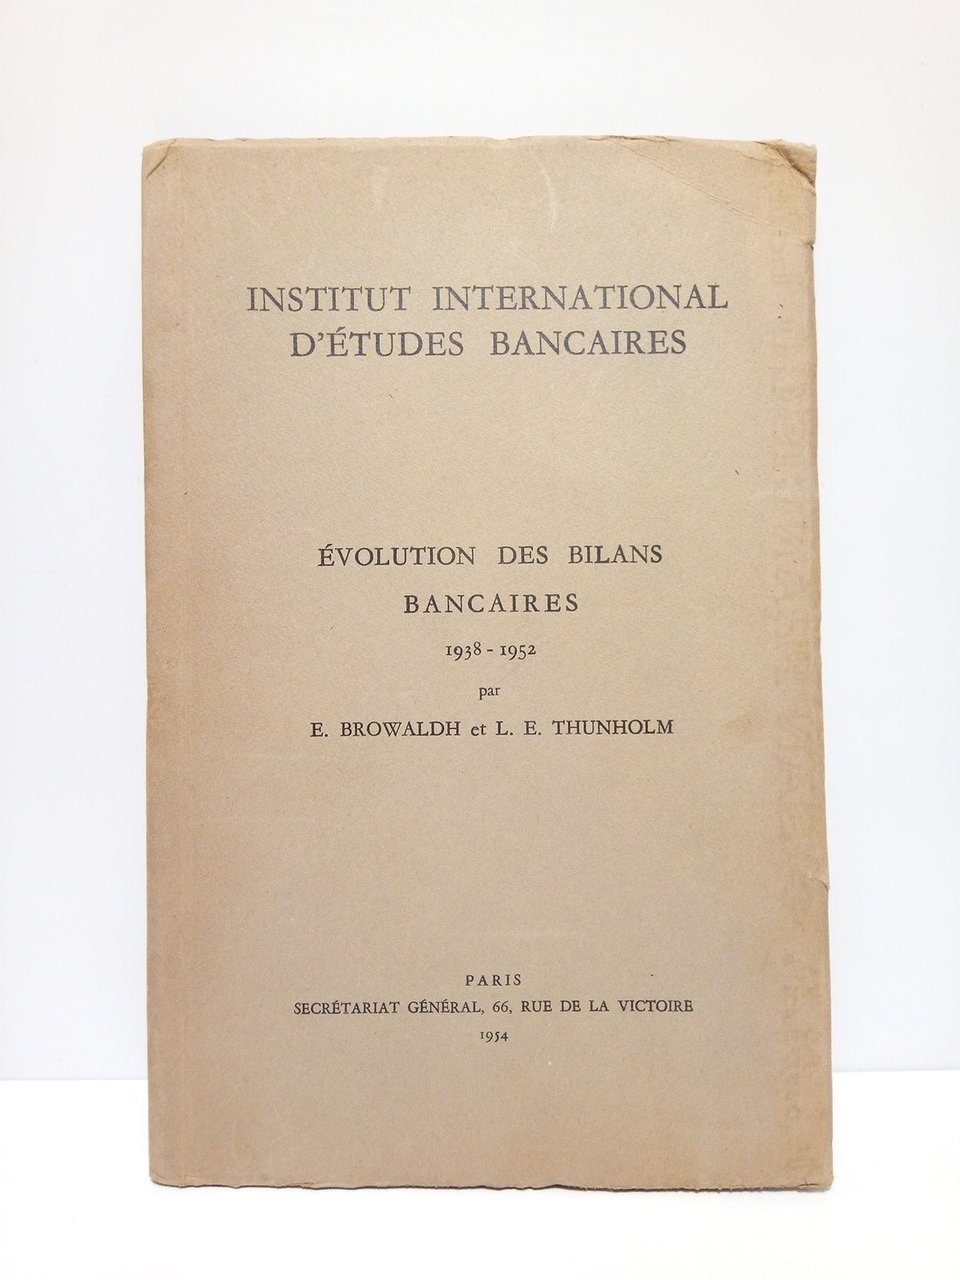 INSTITUT INTERNATIONAL
D'ÉTUDES BANCAIRES
ÉVOLUTION DES BILANS
BANCAIRES
1938 - 1952
par
E. BROWALDH et L. E. THUNHOLM
PARIS
SECRÉTARIAT GÉNÉRAL, 66, RUE DE LA VICTOIRE
1954